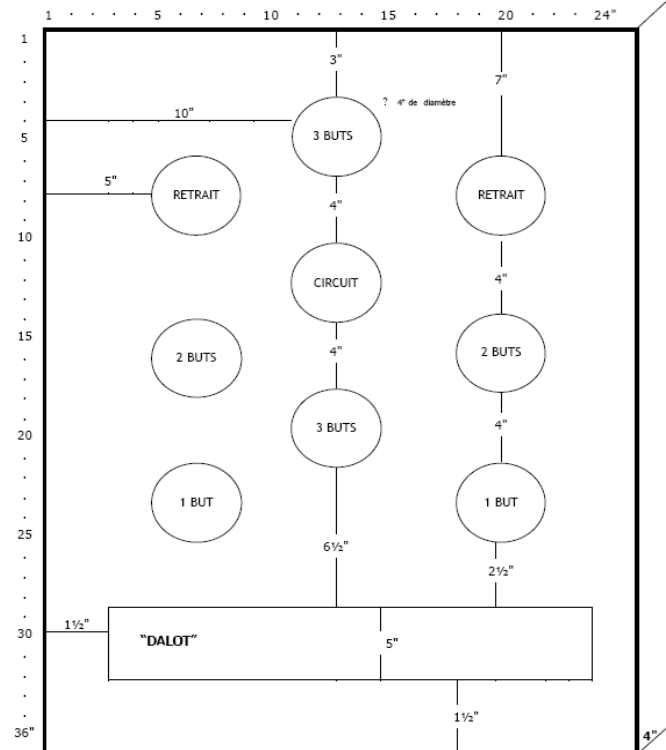 1 · · · 5 · · · · 10 · · · · 15 · · · · 20 · · · 24"
1
3"
7"
? 4" de diamètre
10"
3 BUTS
5
5"
RETRAIT
RETRAIT
4"
10
4"
CIRCUIT
15
4"
2 BUTS
2 BUTS
4"
3 BUTS
20
1 BUT
1 BUT
25
6½"
2½"
1½"
30
"DALOT"
5"
1½"
36"
4"